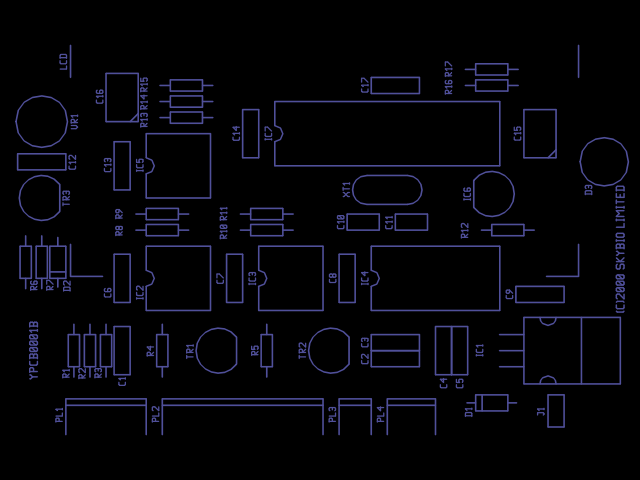 LCD
C16
R15
R14
R13
C17
R17
R16
VR1
C12
C13
IC5
C14
IC7
C15
TR3
XT1
IC6
D3
R9
R8
R11
R10
C10
C11
R12
R6
R7
D2
C6
IC2
C7
IC3
C8
IC4
C9
(C)2000 SKYBIO LIMITED
YPCB0001B
R1
R2
R3
C1
R4
TR1
R5
TR2
C3
C2
C4
C5
IC1
PL1
PL2
PL3
PL4
D1
J1